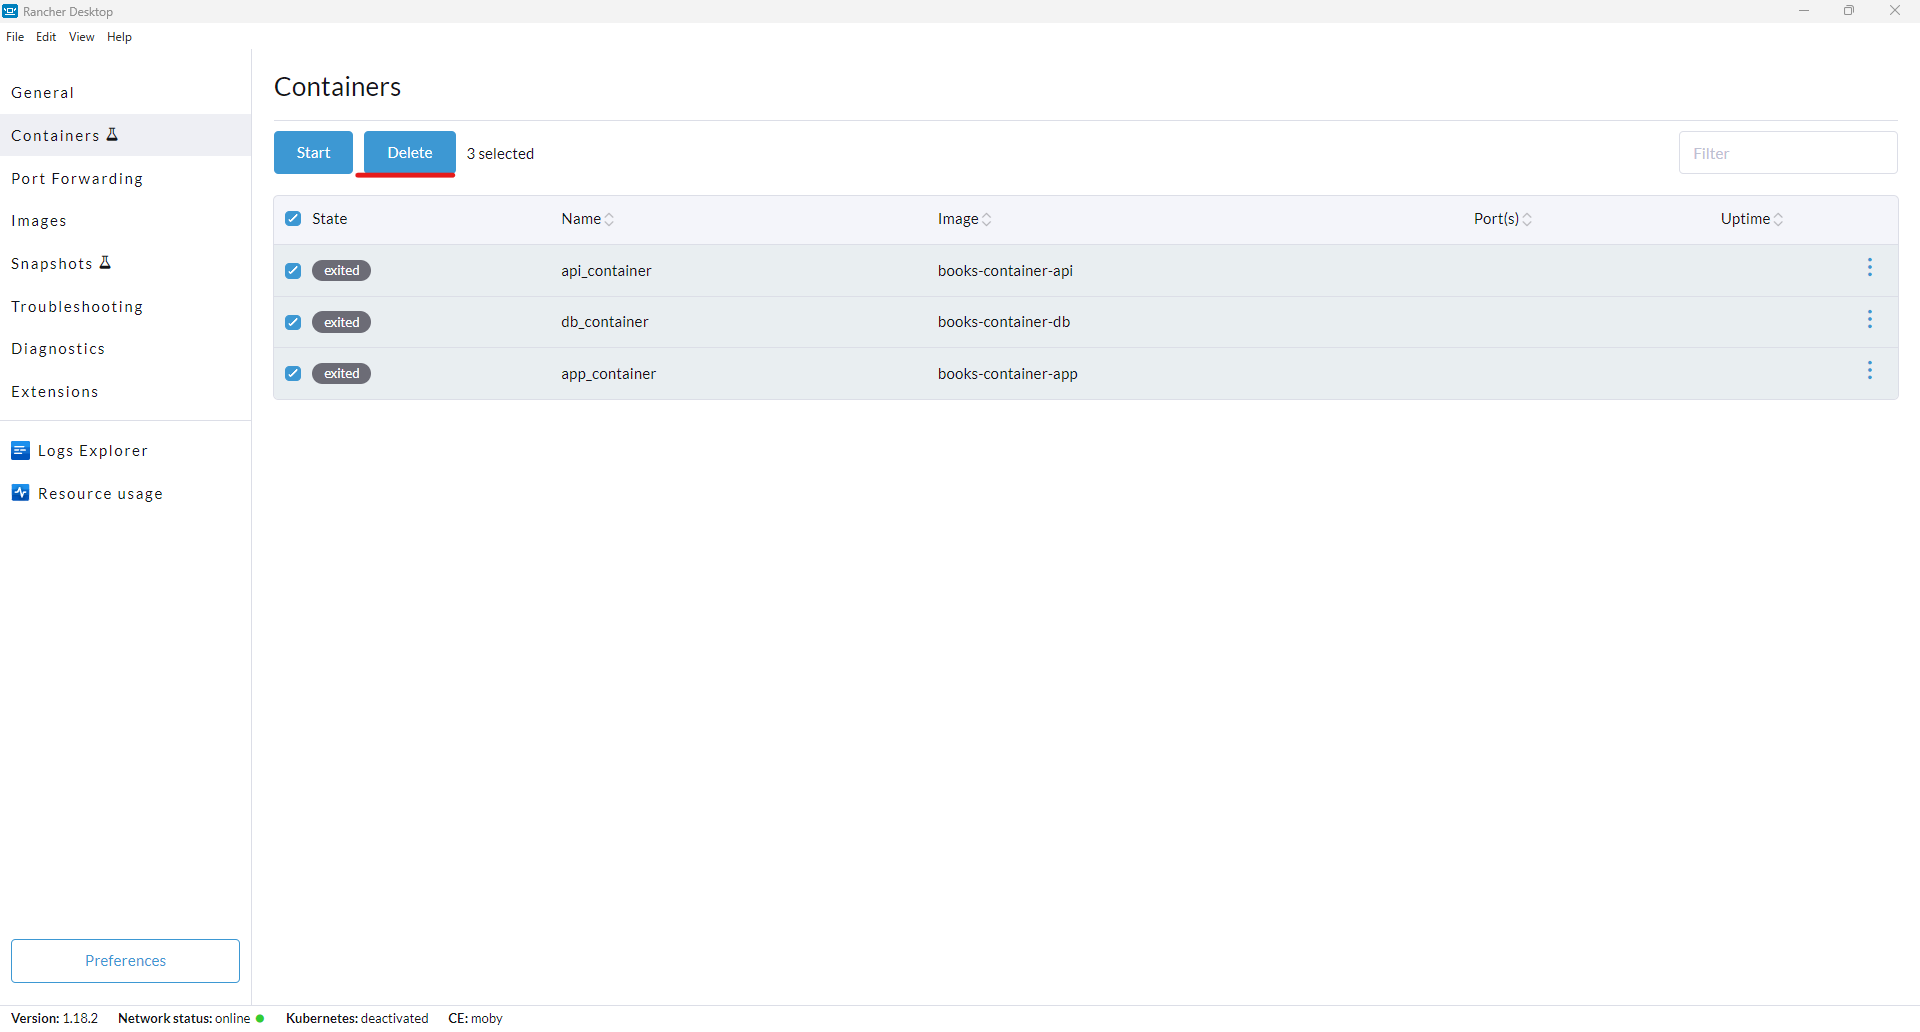 Rancher Desktop
File Edit View Help
General
Containers
Port Forwarding
Images
Snapshots
Troubleshooting
Diagnostics
Extensions
Logs Explorer
Resource usage
Preferences
Containers
Start Delete 3 selected Filter
State Name Image Port(s) Uptime
exited api_container books-container-api
exited db_container books-container-db
exited app_container books-container-app
Version: 1.18.2 Network status: online Kubernetes: deactivated CE: moby